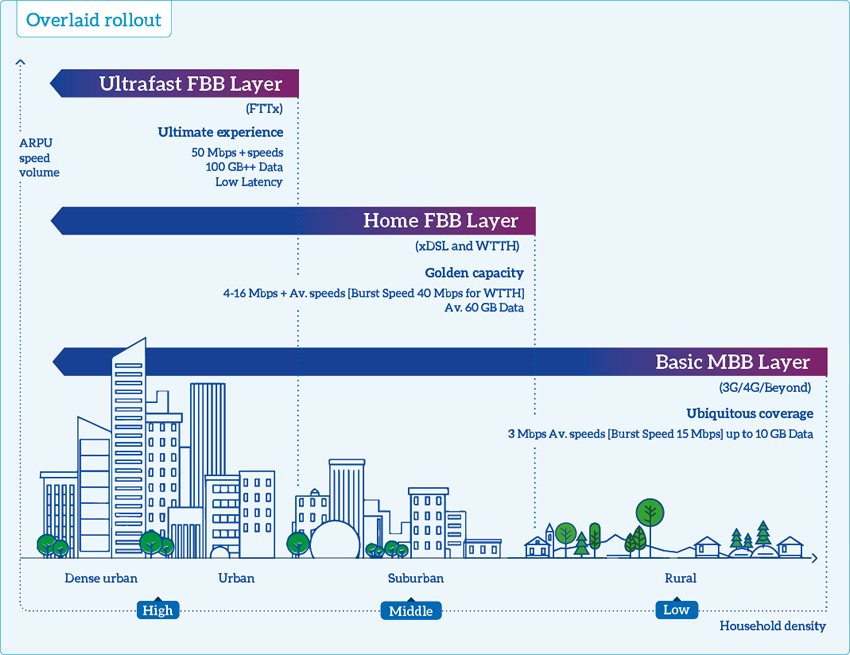 Overlaid rollout
ARPU
speed
volume
Ultrafast FBB Layer
(FTTx)
Ultimate experience
50 Mbps + speeds
100 GB++ Data
Low Latency
Home FBB Layer
(xDSL and WTTH)
Golden capacity
4-16 Mbps + Av. speeds [Burst Speed 40 Mbps for WTTH]
Av. 60 GB Data
Basic MBB Layer
(3G/4G/Beyond)
Ubiquitous coverage
3 Mbps Av. speeds [Burst Speed 15 Mbps] up to 10 GB Data
Dense urban
Urban
Suburban
Rural
High
Middle
Low
Household density